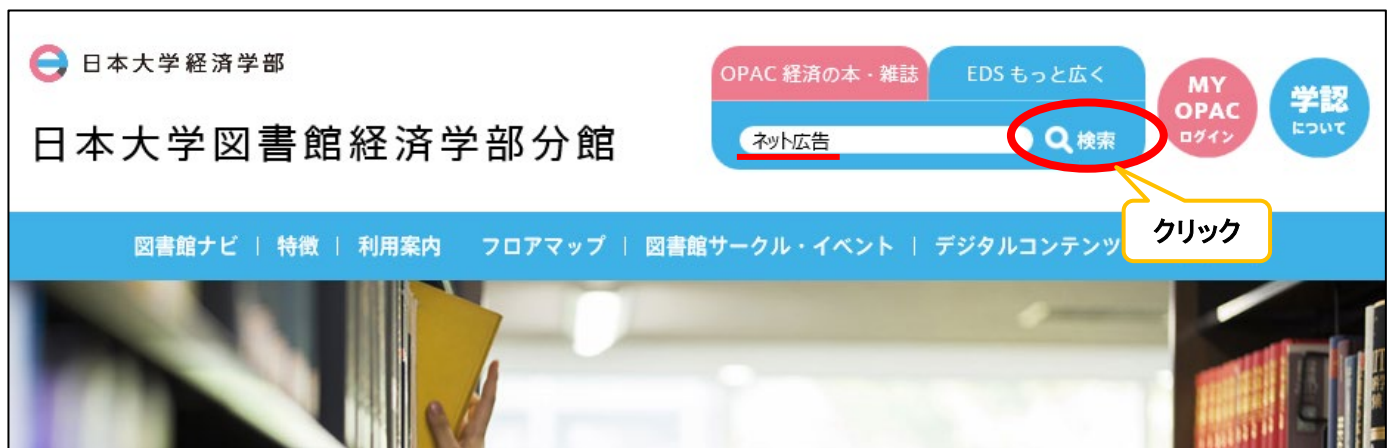 日本大学経済学部
日本大学図書館経済学部分館
OPAC 経済の本・雑誌
EDS もっと広く
ネット広告
検索
MY
OPAC
ログイン
学認
について
クリック
図書館ナビ | 特徴 | 利用案内 フロアマップ | 図書館サークル・イベント | デジタルコンテンツ